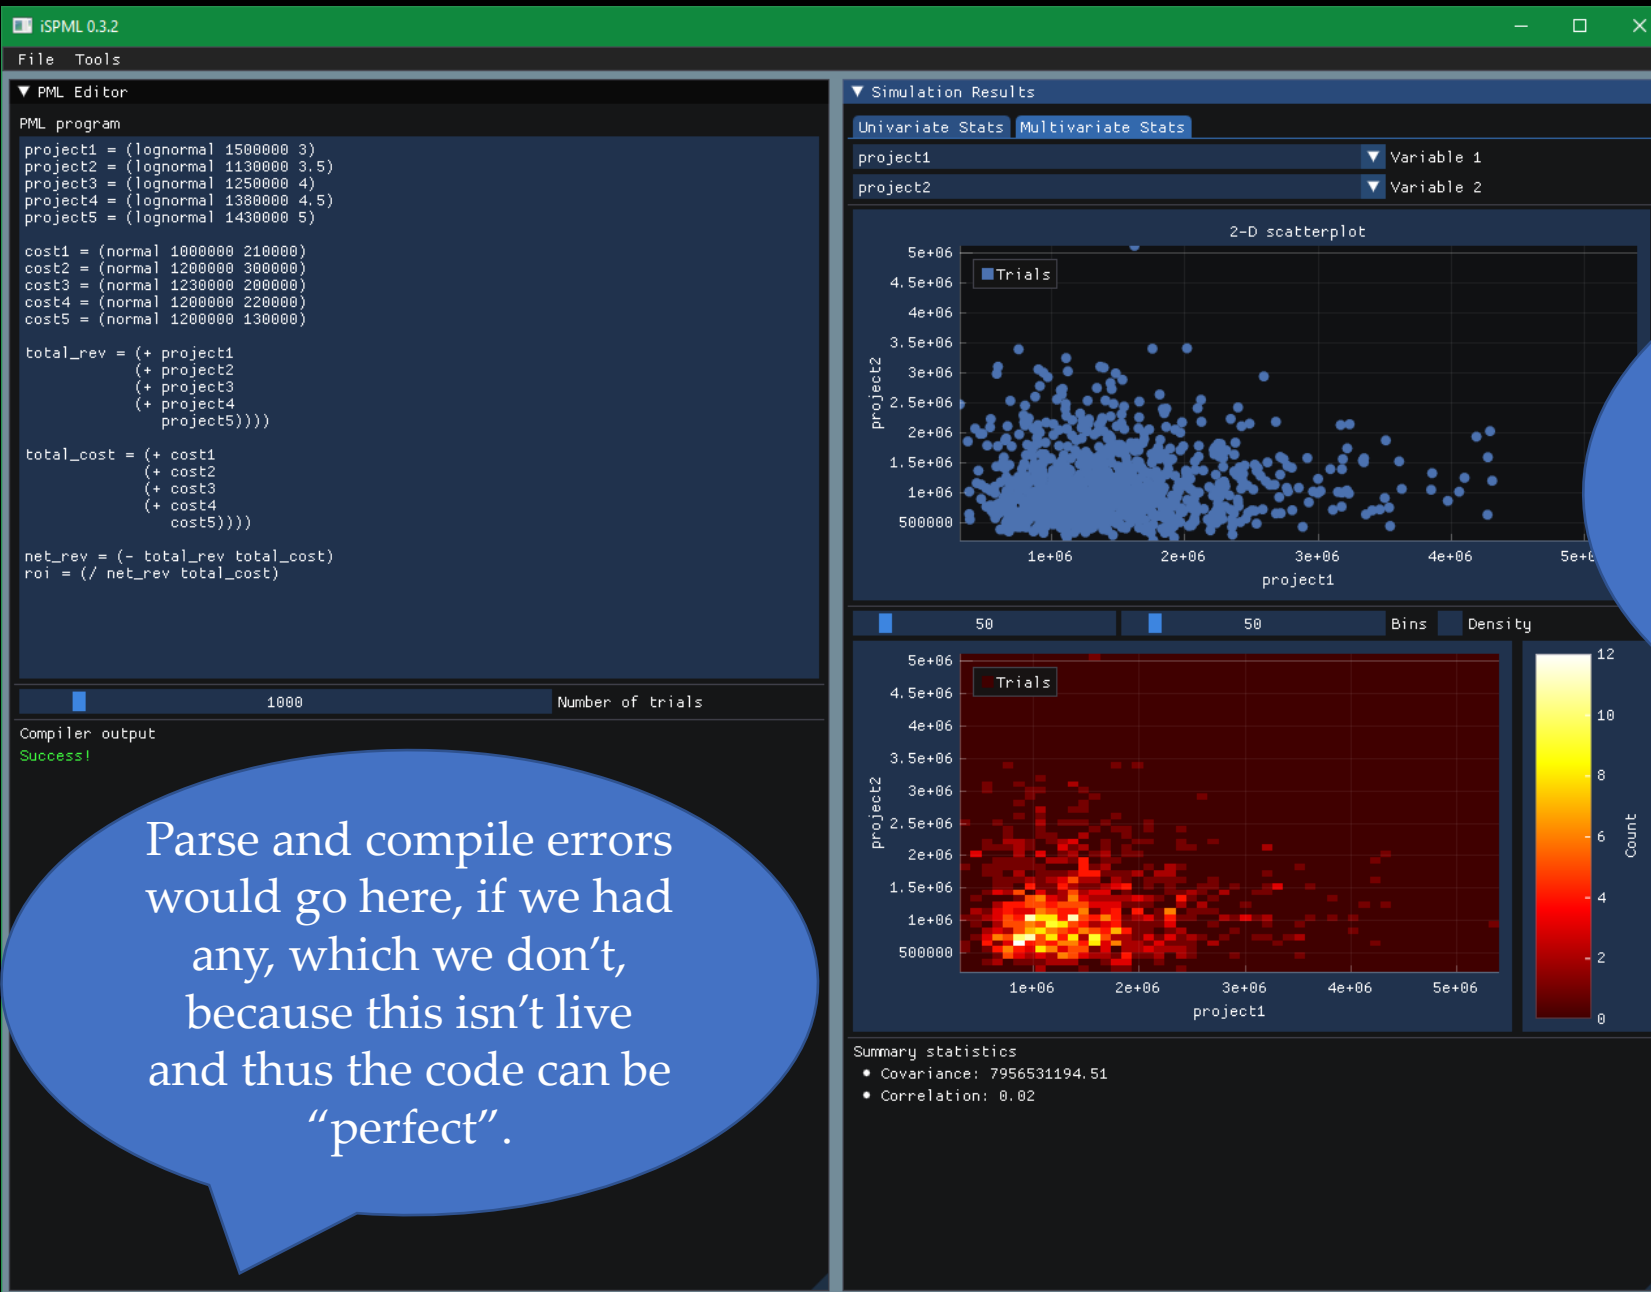 iSPML 0.3.2
File Tools
▼ PML Editor
PML program
project1 = (lognormal 1500000 3)
project2 = (lognormal 1130000 3.5)
project3 = (lognormal 1250000 4)
project4 = (lognormal 1380000 4.5)
project5 = (lognormal 1430000 5)
cost1 = (normal 1000000 210000)
cost2 = (normal 1200000 300000)
cost3 = (normal 1230000 200000)
cost4 = (normal 1200000 220000)
cost5 = (normal 1200000 130000)
total_rev = (+ project1
(+ project2
(+ project3
(+ project4
project5))))
total_cost = (+ cost1
(+ cost2
(+ cost3
(+ cost4
cost5))))
net_rev = (- total_rev total_cost)
roi = (/ net_rev total_cost)
1000 Number of trials
Compiler output
Success!
Parse and compile errors
would go here, if we had
any, which we don’t,
because this isn’t live
and thus the code can be
“perfect”.
▼ Simulation Results
Univariate Stats Multivariate Stats
project1 ▼ Variable 1
project2 ▼ Variable 2
2-D scatterplot
Trials
5e+06
4.5e+06
4e+06
3.5e+06
3e+06
2.5e+06
2e+06
1.5e+06
1e+06
500000
project2
1e+06 2e+06 3e+06 4e+06
project1
50 50 Bins Density
Trials
5e+06
4.5e+06
4e+06
3.5e+06
3e+06
2.5e+06
2e+06
1.5e+06
1e+06
500000
project2
1e+06 2e+06 3e+06 4e+06 5e+06
project1
12
10
8
6
4
2
0
Count
Summary statistics
• Covariance: 7956531194.51
• Correlation: 0.02